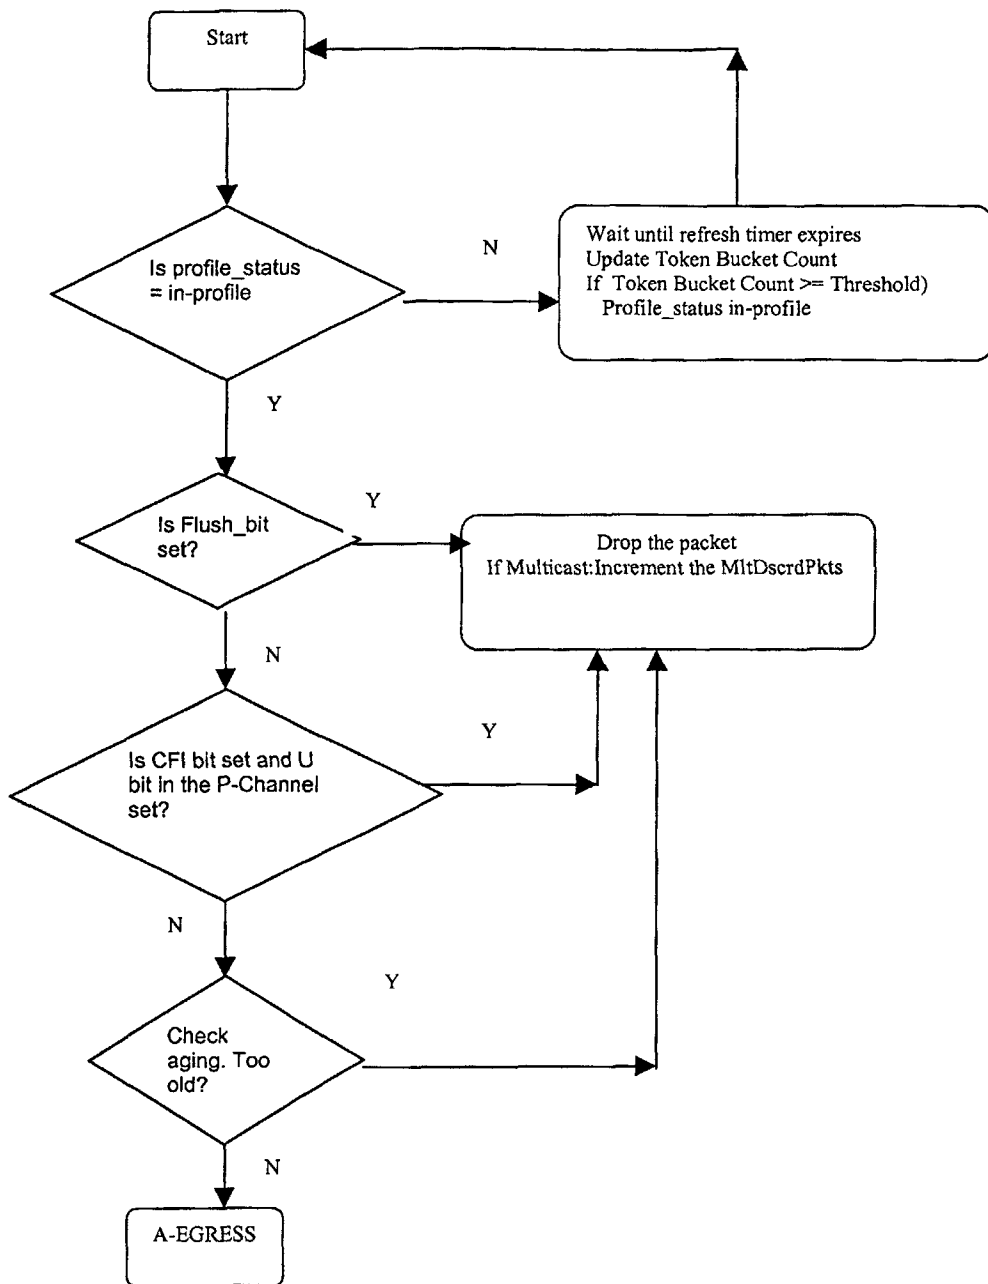 Start
Is profile_status
= in-profile
N
Wait until refresh timer expires
Update Token Bucket Count
If Token Bucket Count >= Threshold)
Profile_status in-profile
Y
Is Flush_bit
set?
Y
Drop the packet
If Multicast:Increment the MltDscrdPkts
N
Is CFI bit set and U
bit in the P-Channel
set?
Y
N
Check
aging. Too
old?
Y
N
A-EGRESS